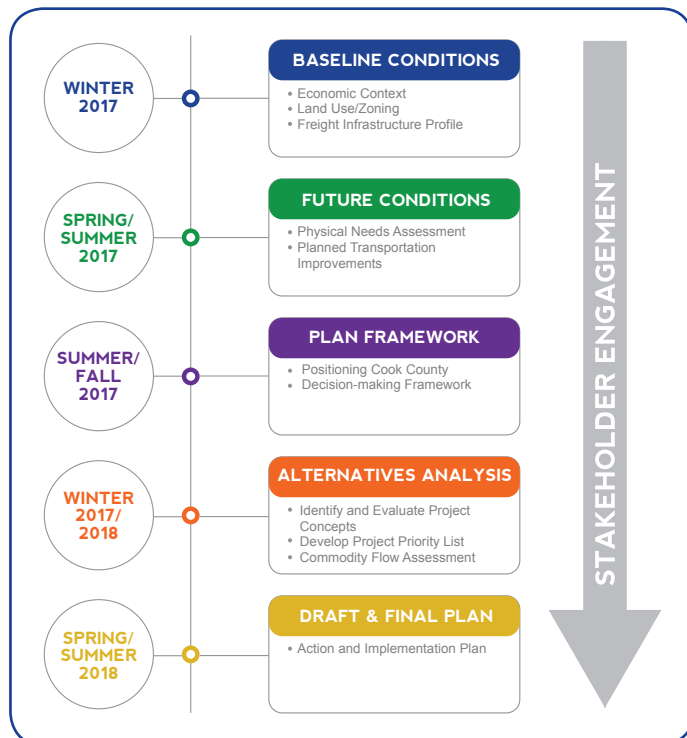 WINTER
2017
BASELINE CONDITIONS
• Economic Context
• Land Use/Zoning
• Freight Infrastructure Profile
SPRING/
SUMMER
2017
FUTURE CONDITIONS
• Physical Needs Assessment
• Planned Transportation
Improvements
SUMMER/
FALL
2017
PLAN FRAMEWORK
• Positioning Cook County
• Decision-making Framework
WINTER
2017/
2018
ALTERNATIVES ANALYSIS
• Identify and Evaluate Project
Concepts
• Develop Project Priority List
• Commodity Flow Assessment
SPRING/
SUMMER
2018
DRAFT & FINAL PLAN
• Action and Implementation Plan
STAKEHOLDER ENGAGEMENT